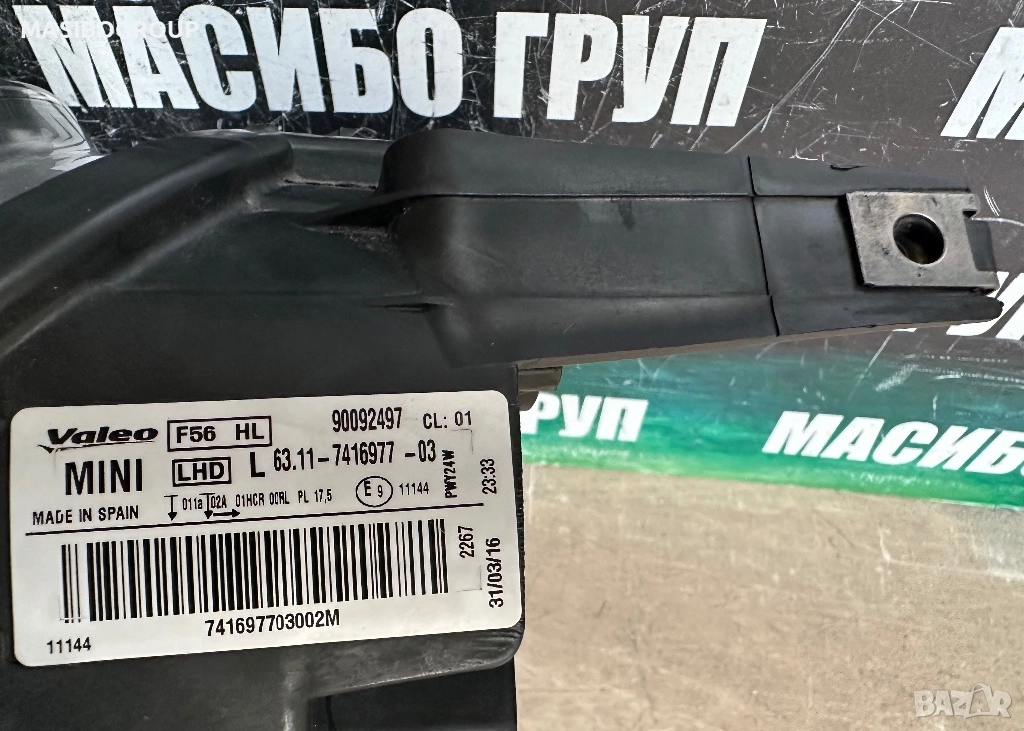 MASIBO GROUP
МАСИБО ГРУП
ГРУП
МАСИБО
Valeo F56 HL 90092497 CL: 01
MINI LHD L 63.11-7416977-03
MADE IN SPAIN 011a 02A 01HCR 00RL PL 17,5 E9 11144
PWY24W
23:33
2267
31/03/16
741697703002M
11144
BAZAR